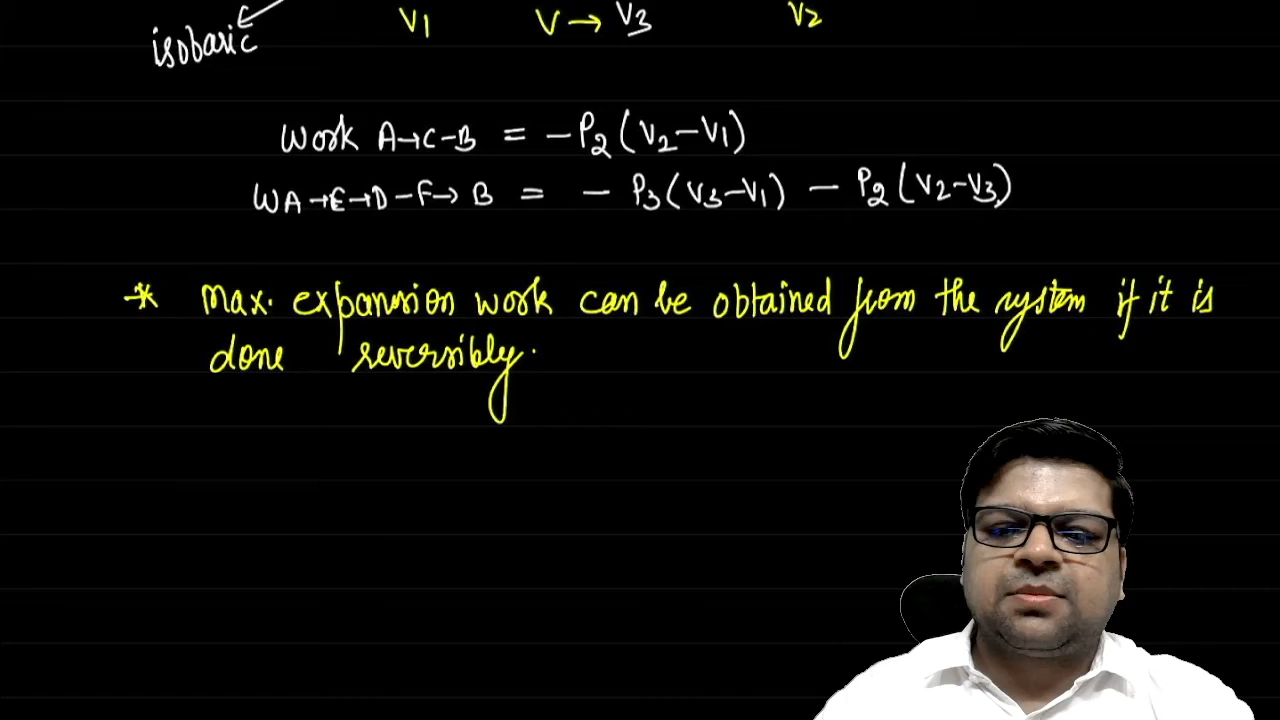 V1 V → V3 V2
isobaric
Work A→C-B = -P2(V2-V1)
WA→E→D-F→B = - P3(V3-V1) - P2(V2-V3)
* Max. expansion work can be obtained from the system if it is
done reversibly.